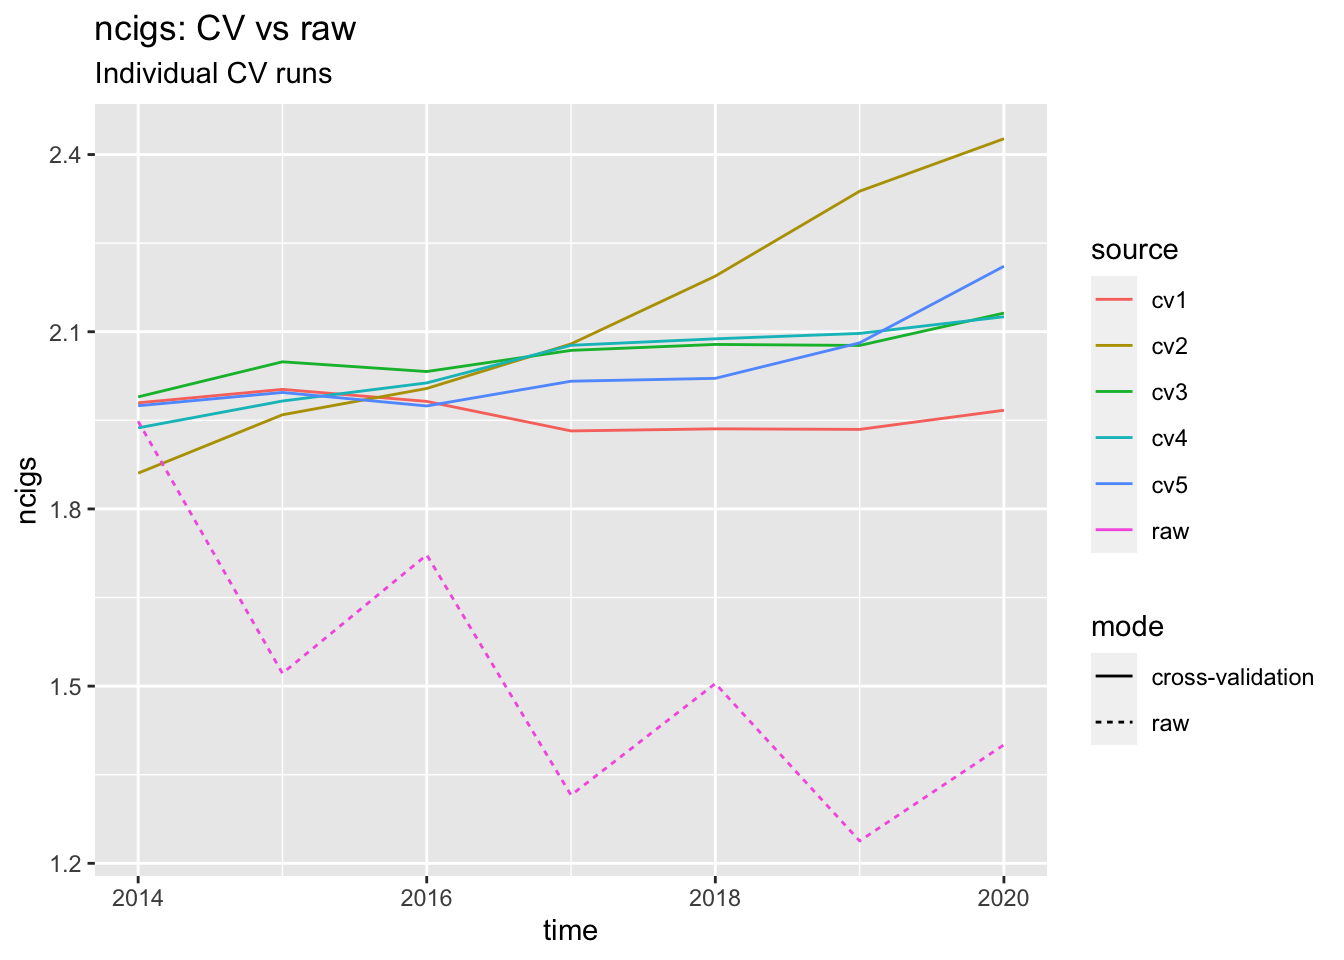 ncigs: CV vs raw
Individual CV runs
2.4
2.1
1.8
1.5
1.2
ncigs
2014
2016
2018
2020
time
source
cv1
cv2
cv3
cv4
cv5
raw
mode
cross-validation
raw